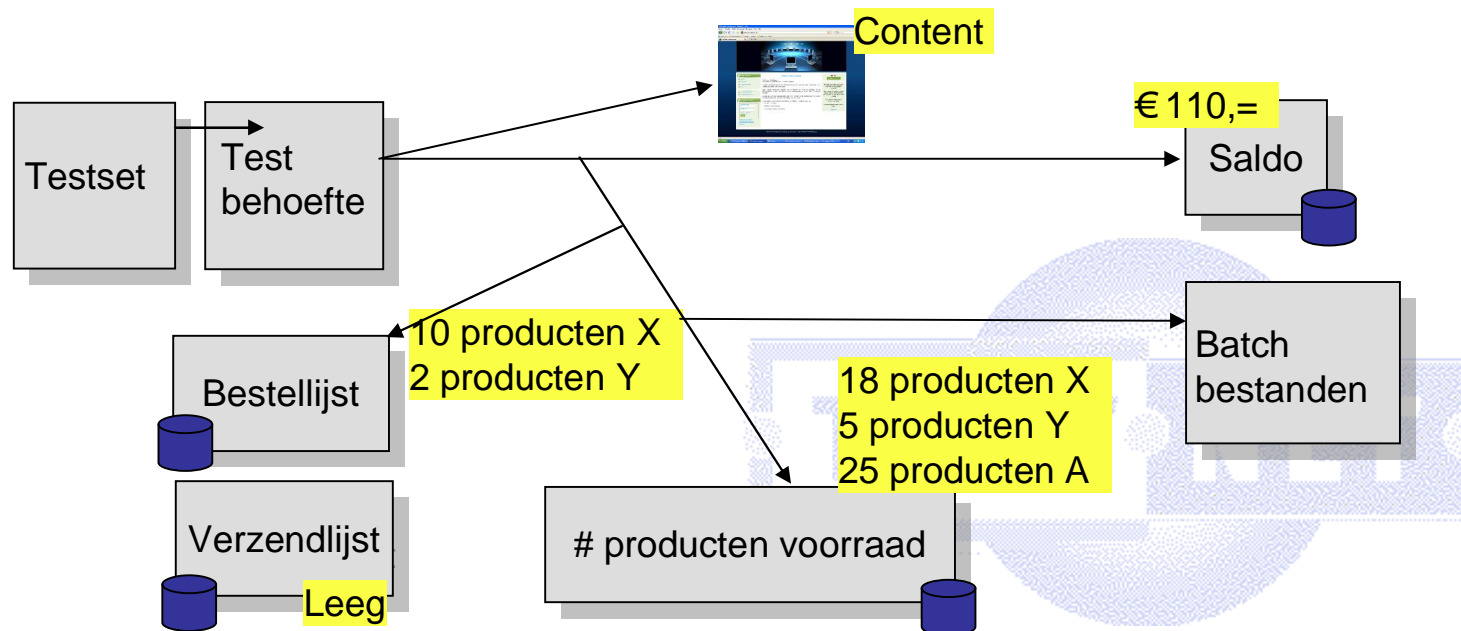 Content
€ 110,=
Testset
Test
behoefte
Saldo
10 producten X
2 producten Y
Batch
bestanden
Bestellijst
18 producten X
5 producten Y
25 producten A
Verzendlijst
# producten voorraad
Leeg